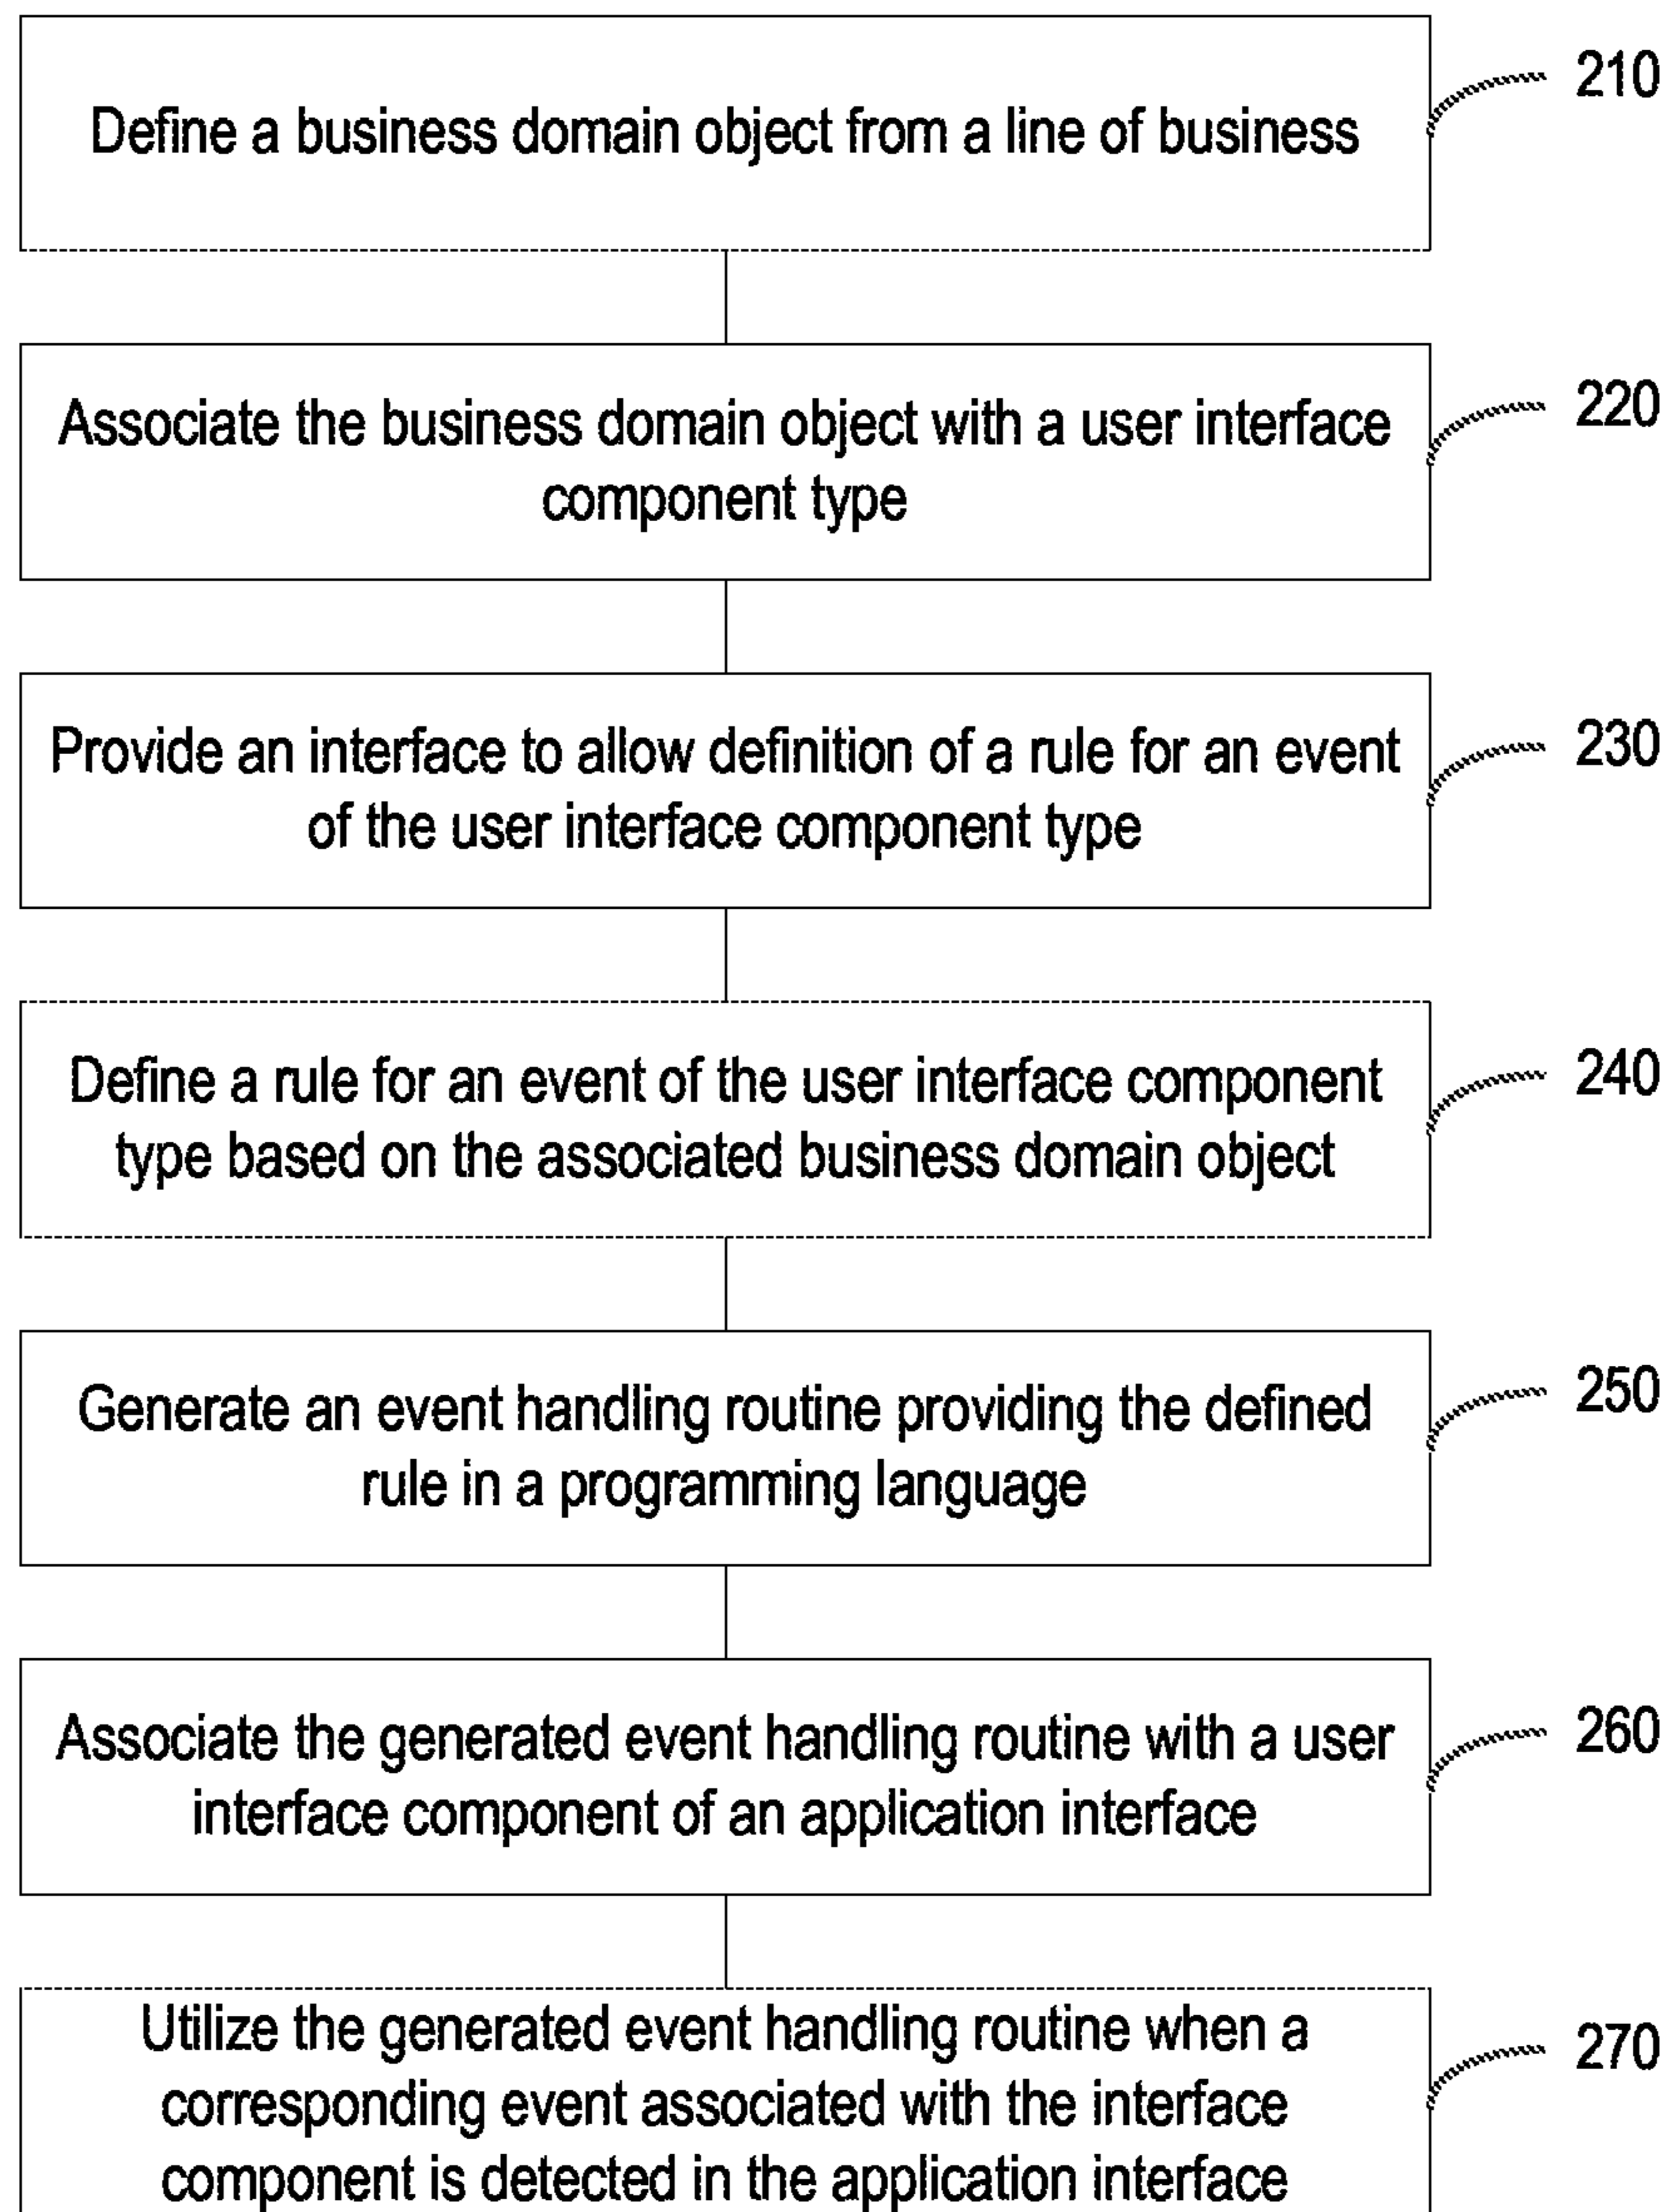 Define a business domain object from a line of business
210
Associate the business domain object with a user interface
component type
220
Provide an interface to allow definition of a rule for an event
of the user interface component type
230
Define a rule for an event of the user interface component
type based on the associated business domain object
240
Generate an event handling routine providing the defined
rule in a programming language
250
Associate the generated event handling routine with a user
interface component of an application interface
260
Utilize the generated event handling routine when a
corresponding event associated with the interface
component is detected in the application interface
270